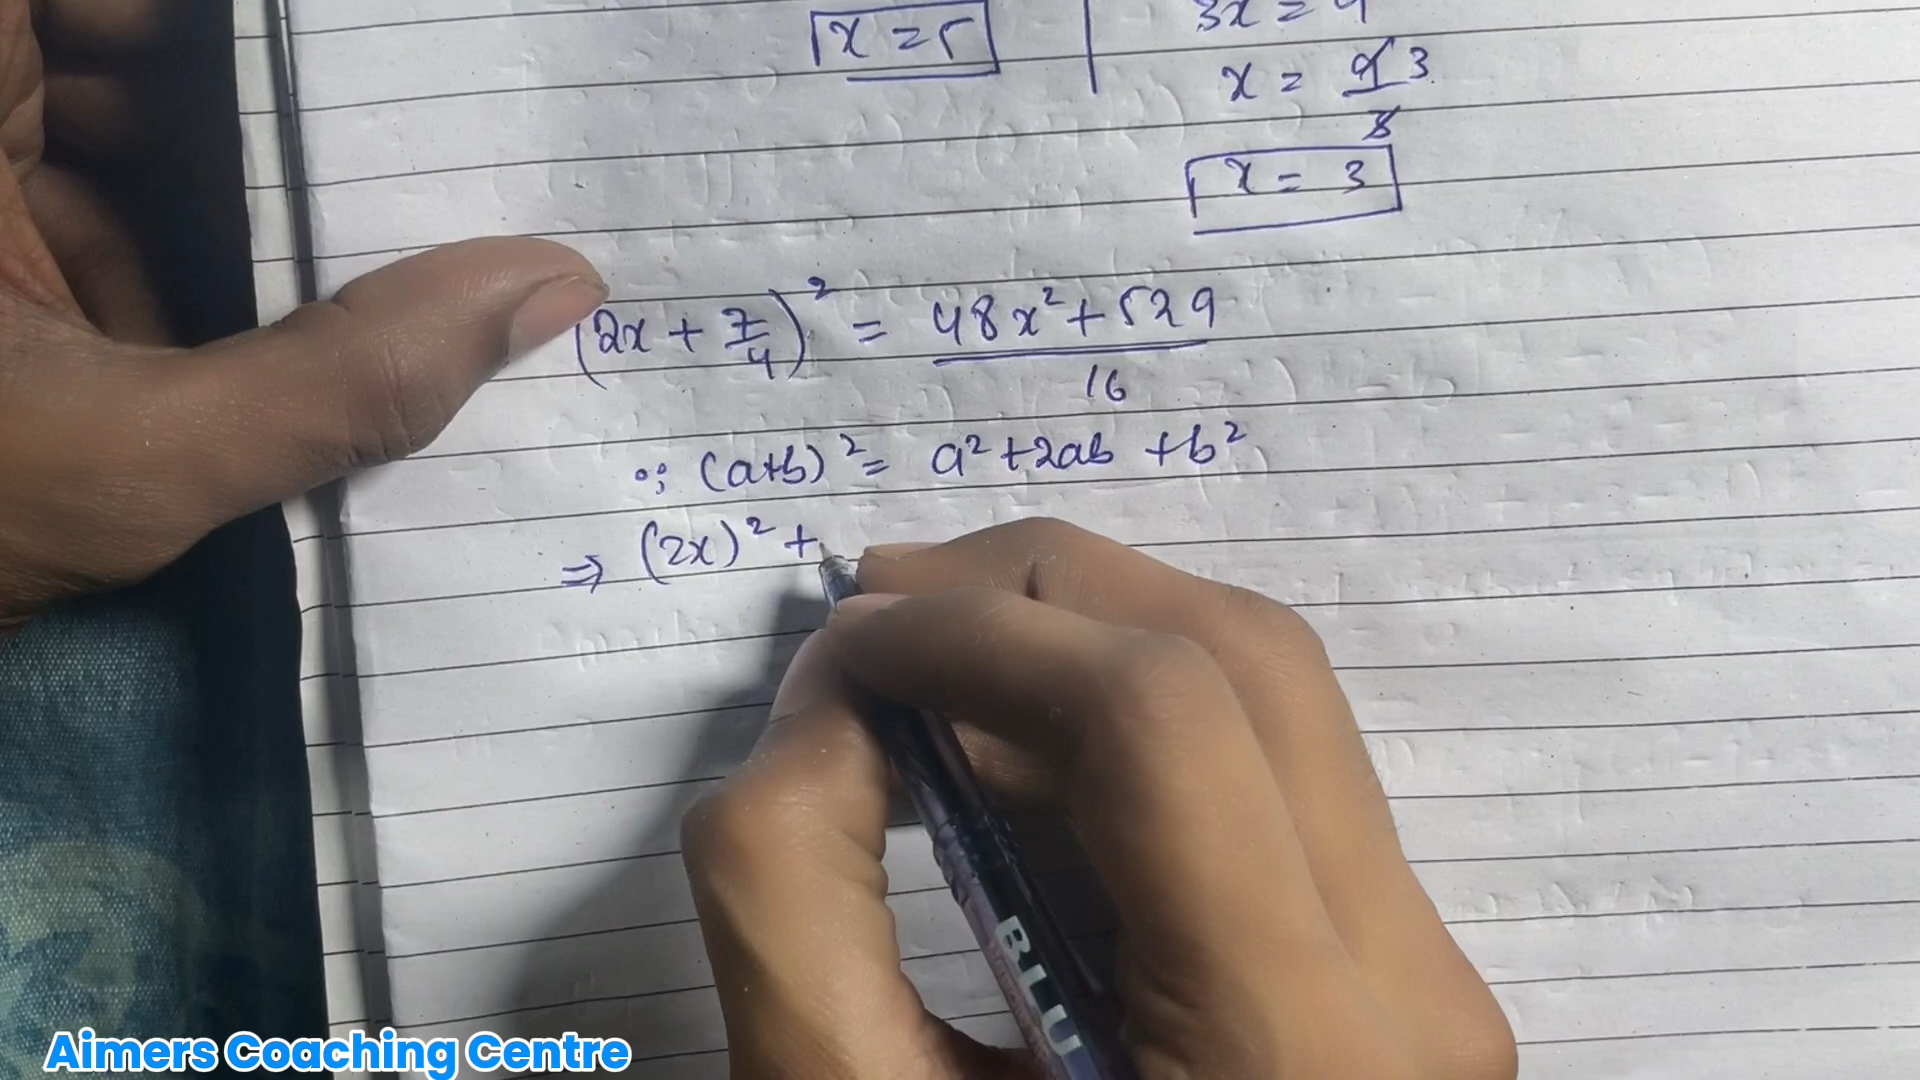 x = 5
3x = 9
x = 9/3 3
x = 3
(2x + 7/4)² = 48x² + 529 / 16
∵ (a+b)² = a² + 2ab + b²
⇒ (2x)² +
BLU
Aimers Coaching Centre